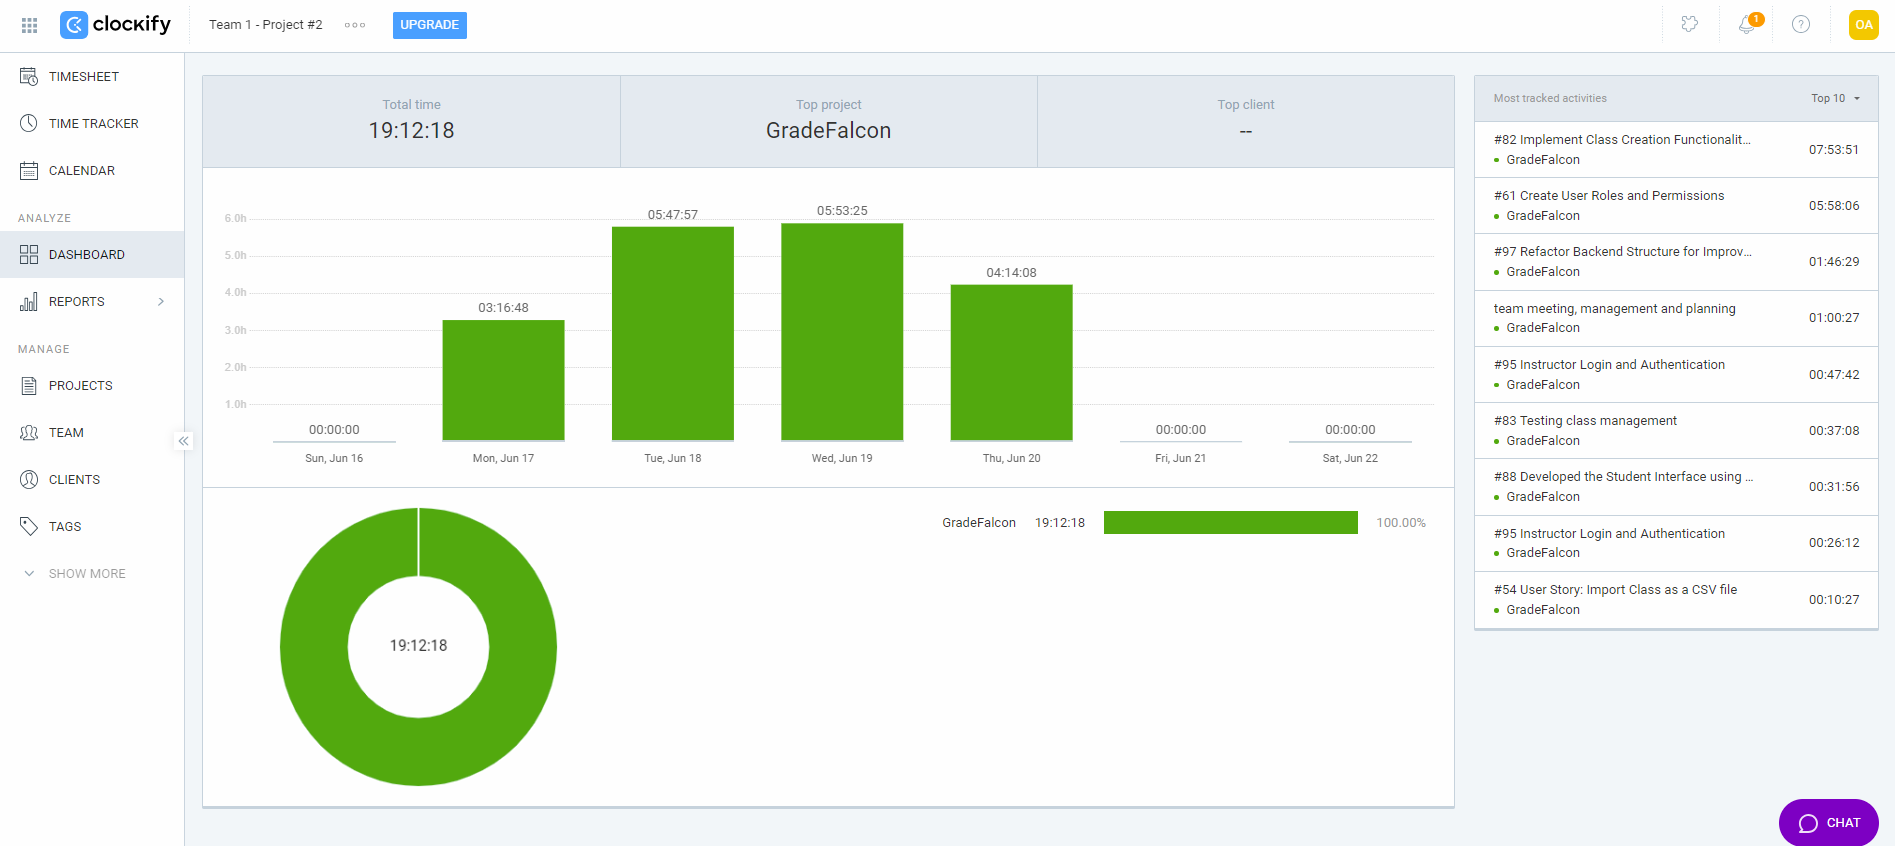 clockify
Team 1 - Project #2
UPGRADE
1
?
OA
TIMESHEET
TIME TRACKER
CALENDAR
ANALYZE
DASHBOARD
REPORTS
MANAGE
PROJECTS
TEAM
CLIENTS
TAGS
SHOW MORE
Total time
19:12:18
Top project
GradeFalcon
Top client
--
6.0h
5.0h
4.0h
3.0h
2.0h
1.0h
00:00:00
03:16:48
05:47:57
05:53:25
04:14:08
00:00:00
00:00:00
Sun, Jun 16
Mon, Jun 17
Tue, Jun 18
Wed, Jun 19
Thu, Jun 20
Fri, Jun 21
Sat, Jun 22
19:12:18
GradeFalcon 19:12:18 100.00%
Most tracked activities Top 10
#82 Implement Class Creation Functionalit...
GradeFalcon
07:53:51
#61 Create User Roles and Permissions
GradeFalcon
05:58:06
#97 Refactor Backend Structure for Improv...
GradeFalcon
01:46:29
team meeting, management and planning
GradeFalcon
01:00:27
#95 Instructor Login and Authentication
GradeFalcon
00:47:42
#83 Testing class management
GradeFalcon
00:37:08
#88 Developed the Student Interface using ...
GradeFalcon
00:31:56
#95 Instructor Login and Authentication
GradeFalcon
00:26:12
#54 User Story: Import Class as a CSV file
GradeFalcon
00:10:27
CHAT